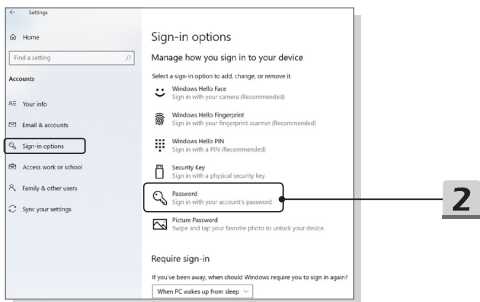 Settings
Home
Find a setting
Accounts
Your info
Email & accounts
Sign-in options
Access work or school
Family & other users
Sync your settings
Sign-in options
Manage how you sign in to your device
Select a sign-in option to add, change, or remove it.
Windows Hello Face
Sign in with your camera (Recommended)
Windows Hello Fingerprint
Sign in with your fingerprint scanner (Recommended)
Windows Hello PIN
Sign in with a PIN (Recommended)
Security Key
Sign in with a physical security key
Password
Sign in with your account's password
2
Picture Password
Swipe and tap your favorite photo to unlock your device
Require sign-in
If you've been away, when should Windows require you to sign in again?
When PC wakes up from sleep